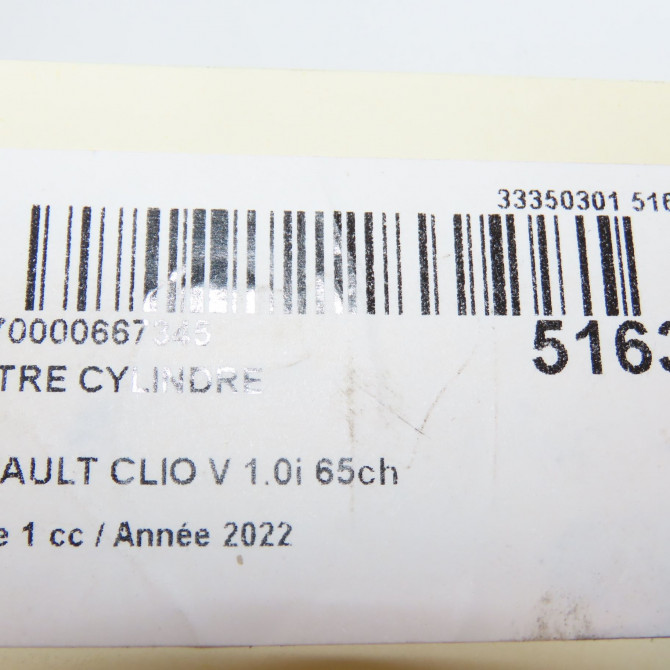 33350301 516
70000667345
5163
TRE CYLINDRE
AULT CLIO V 1.0i 65ch
e 1 cc / Année 2022